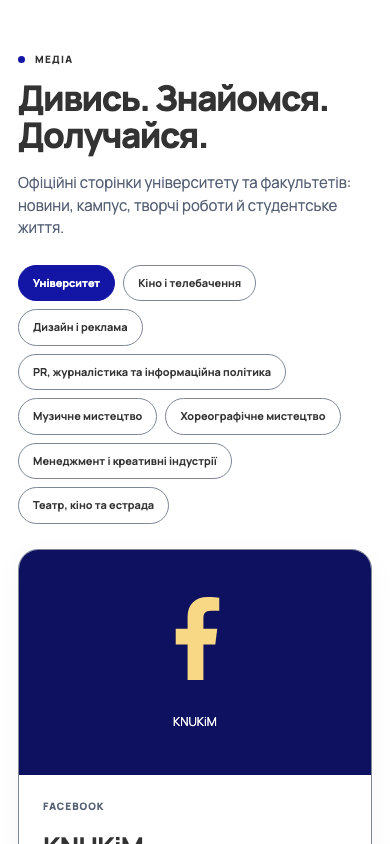 МЕДІА
Дивись. Знайомся.
Долучайся.
Офіційні сторінки університету та факультетів:
новини, кампус, творчі роботи й студентське
життя.
Університет
Кіно і телебачення
Дизайн і реклама
PR, журналістика та інформаційна політика
Музичне мистецтво
Хореографічне мистецтво
Менеджмент і креативні індустрії
Театр, кіно та естрада
KNUKiM
FACEBOOK
KNUKiM